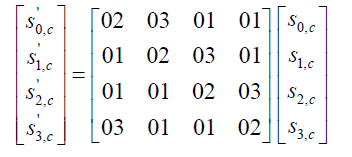 s'0,c 02 03 01 01 s0,c
s'1,c 01 02 03 01 s1,c
=
s'2,c 01 01 02 03 s2,c
s'3,c 03 01 01 02 s3,c